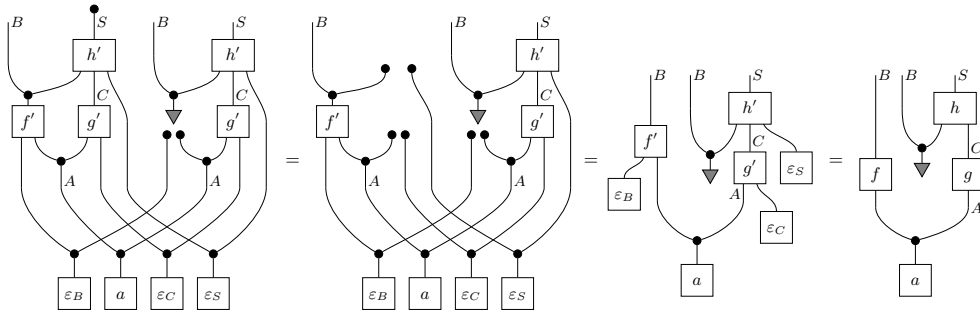 B S B S
h′ h′
C C
f′ g′ g′
A A
ε_B a ε_C ε_S
=
B B S
h′
C
f′ g′
A A
ε_B a ε_C ε_S
=
B B S
h′
f′ C
g′ ε_S
ε_B A
ε_C
a
=
B B S
h
C
f g
A
a